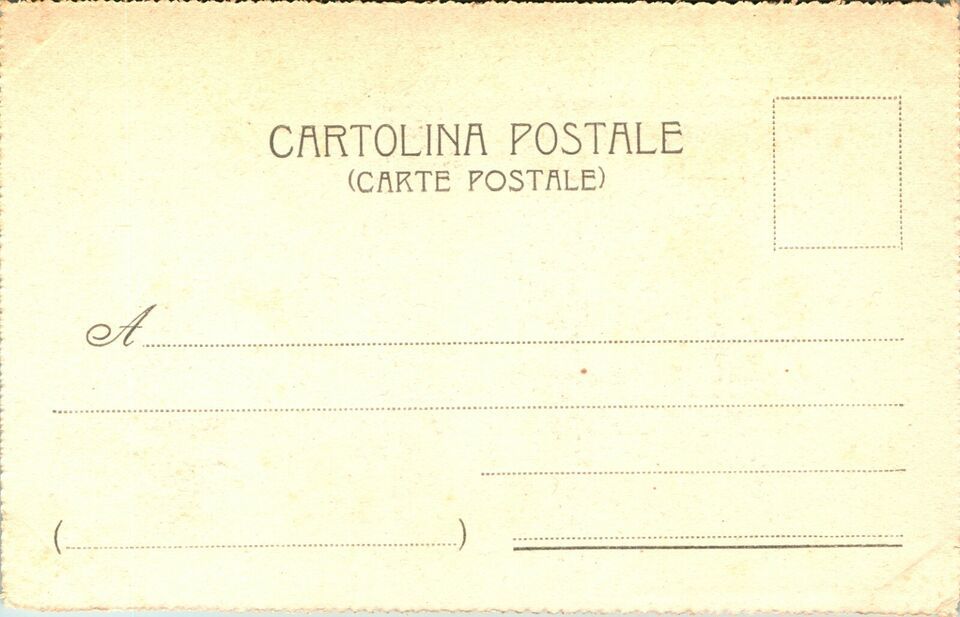 CARTOLINA POSTALE
(CARTE POSTALE)
A
( )